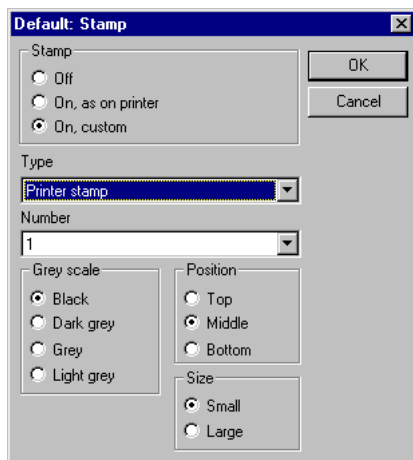 Default: Stamp
Stamp
Off
On, as on printer
On, custom
OK
Cancel
Type
Printer stamp
Number
1
Grey scale
Black
Dark grey
Grey
Light grey
Position
Top
Middle
Bottom
Size
Small
Large